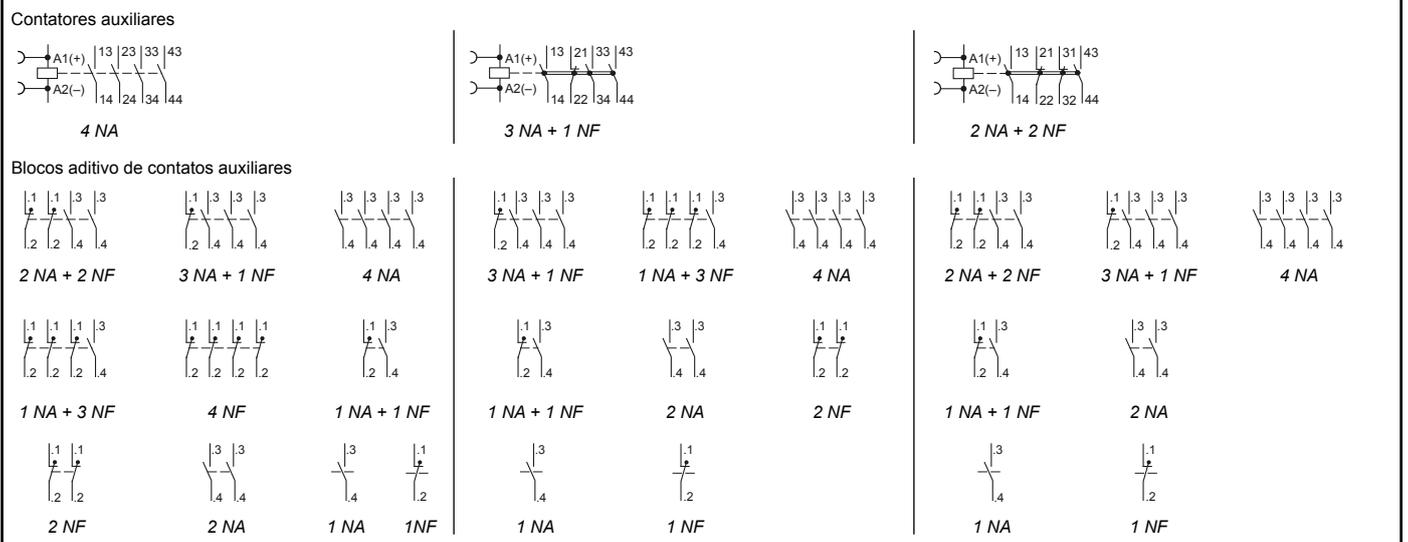 Contatores auxiliares
A1(+) 13 23 33 43 A1(+) 13 21 33 43 A1(+) 13 21 31 43
A2(–) 14 24 34 44 A2(–) 14 22 34 44 A2(–) 14 22 32 44
4 NA 3 NA + 1 NF 2 NA + 2 NF
Blocos aditivo de contatos auxiliares
.1 .1 .3 .3 .1 .3 .3 .3 .3 .3 .3 .3 .1 .3 .3 .3 .1 .1 .1 .3 .3 .3 .3 .3 .1 .1 .3 .3 .1 .3 .3 .3 .3 .3 .3 .3
.2 .2 .4 .4 .2 .4 .4 .4 .4 .4 .4 .4 .2 .4 .4 .4 .2 .2 .2 .4 .4 .4 .4 .4 .2 .2 .4 .4 .2 .4 .4 .4 .4 .4 .4 .4
2 NA + 2 NF 3 NA + 1 NF 4 NA 3 NA + 1 NF 1 NA + 3 NF 4 NA 2 NA + 2 NF 3 NA + 1 NF 4 NA
.1 .1 .1 .3 .1 .1 .1 .1 .1 .3 .1 .3 .3 .3 .1 .1 .1 .3 .3 .3
.2 .2 .2 .4 .2 .2 .2 .2 .2 .4 .2 .4 .4 .4 .2 .2 .2 .4 .4 .4
1 NA + 3 NF 4 NF 1 NA + 1 NF 1 NA + 1 NF 2 NA 2 NF 1 NA + 1 NF 2 NA
.1 .1 .3 .3 .3 .1 .3 .1 .3 .1
.2 .2 .4 .4 .4 .2 .4 .2 .4 .2
2 NF 2 NA 1 NA 1NF 1 NA 1 NF 1 NA 1 NF